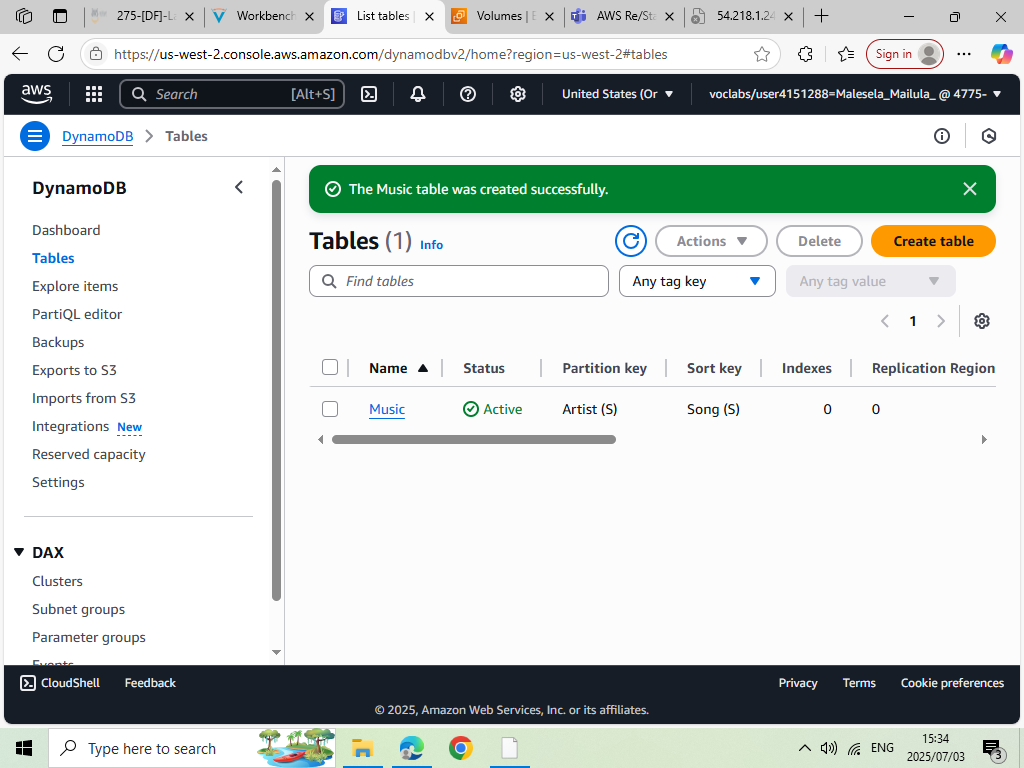 275-[DF]-L
Workbench
List tables
Volumes | E
AWS Re/Sta
54.218.1.24
https://us-west-2.console.aws.amazon.com/dynamodbv2/home?region=us-west-2#tables
Sign in
aws
Search
[Alt+S]
United States (Or
voclabs/user4151288=Malesela_Mailula_ @ 4775-
DynamoDB
Tables
DynamoDB
Dashboard
Tables
Explore items
PartiQL editor
Backups
Exports to S3
Imports from S3
Integrations New
Reserved capacity
Settings
DAX
Clusters
Subnet groups
Parameter groups
Events
The Music table was created successfully.
Tables (1) Info
Actions
Delete
Create table
Find tables
Any tag key
Any tag value
1
Name Status Partition key Sort key Indexes Replication Region
Music Active Artist (S) Song (S) 0 0
CloudShell Feedback Privacy Terms Cookie preferences
© 2025, Amazon Web Services, Inc. or its affiliates.
Type here to search
ENG
15:34
2025/07/03
3